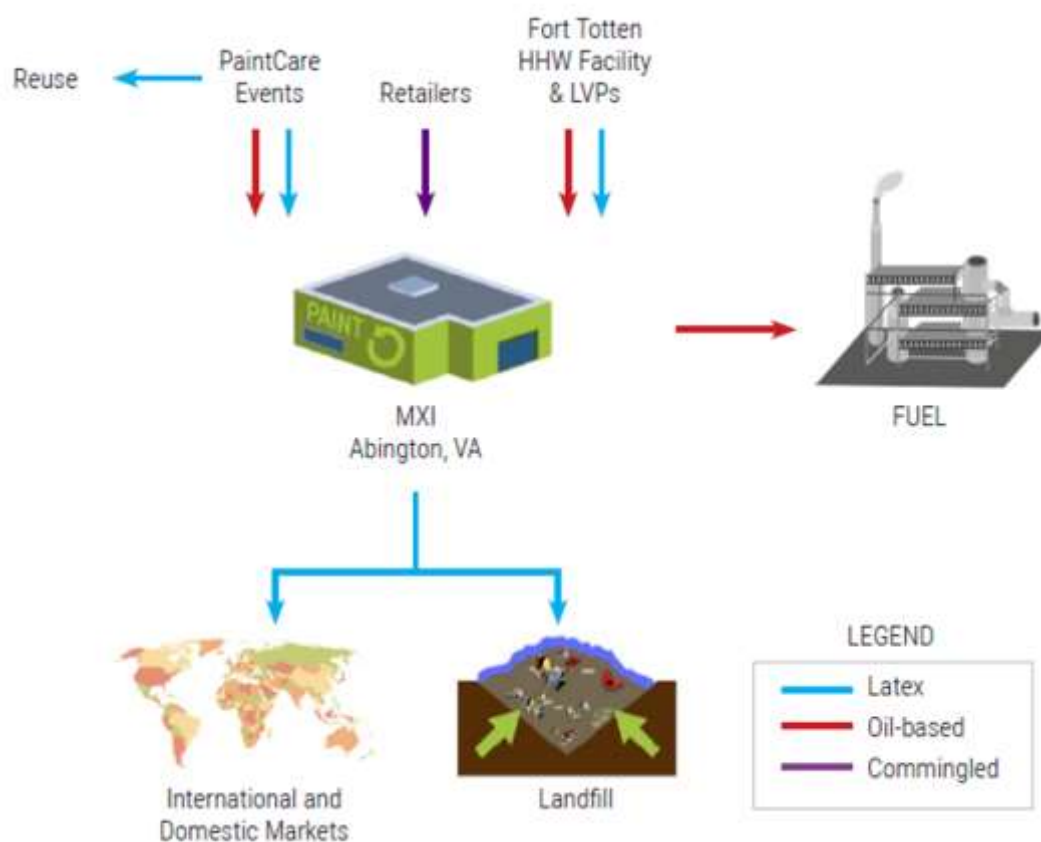 Reuse
PaintCare
Events
Retailers
Fort Totten
HHW Facility
& LVPs
PAINT
MXI
Abington, VA
FUEL
International and
Domestic Markets
Landfill
LEGEND
Latex
Oil-based
Commingled